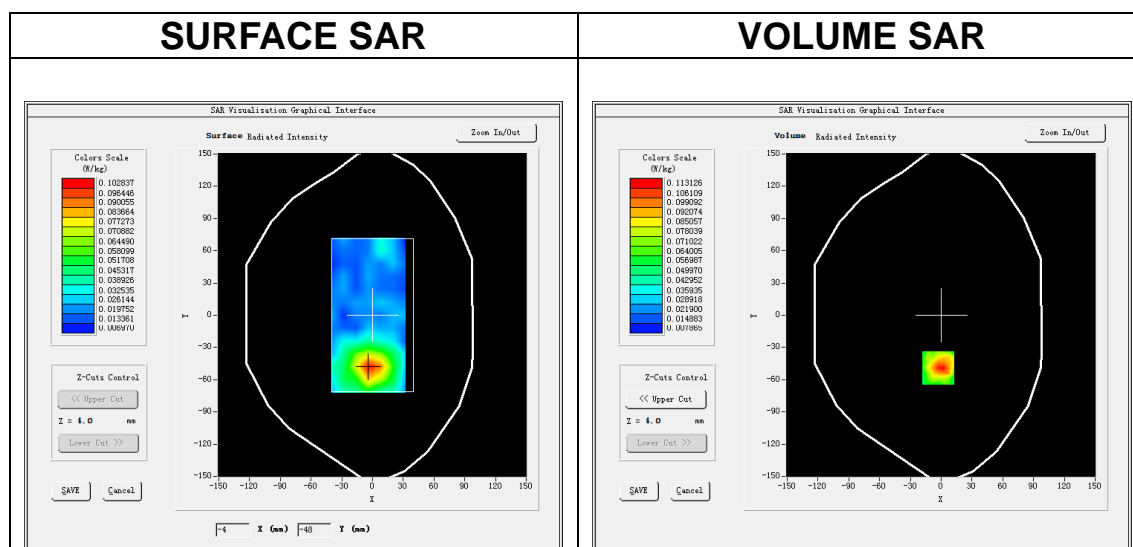 SURFACE SAR
VOLUME SAR
SAR Visualisation Graphical Interface
Surface Radiated Intensity
Zoom In/Out
Colors Scale
(W/kg)
0.102837
0.096446
0.090055
0.083664
0.077273
0.070882
0.064490
0.058099
0.051708
0.045317
0.038926
0.032535
0.026144
0.019752
0.013361
0.006970
Z-Cuts Control
<< Upper Cut
Z = 4.0 mm
Lower Cut >>
SAVE
Cancel
150
120
90
60
30
0
-30
-60
-90
-120
-150
Y
-150 -120 -90 -60 -30 0 30 60 90 120 150
X
-4 X (mm) -48 Y (mm)
SAR Visualisation Graphical Interface
Volume Radiated Intensity
Zoom In/Out
Colors Scale
(W/kg)
0.113126
0.106109
0.099092
0.092074
0.085057
0.078039
0.071022
0.064005
0.056987
0.049970
0.042952
0.035935
0.028918
0.021900
0.014883
0.007865
Z-Cuts Control
<< Upper Cut
Z = 4.0 mm
Lower Cut >>
SAVE
Cancel
150
120
90
60
30
0
-30
-60
-90
-120
-150
Y
-150 -120 -90 -60 -30 0 30 60 90 120 150
X